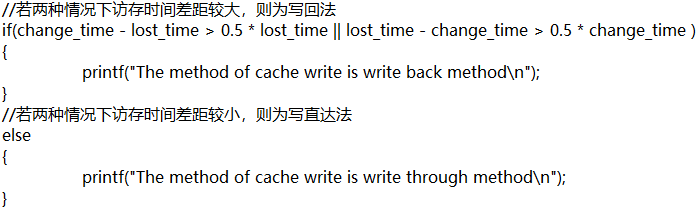 //若两种情况下访存时间差距较大，则为写回法
if(change_time - lost_time > 0.5 * lost_time || lost_time - change_time > 0.5 * change_time )
{
printf("The method of cache write is write back method\n");
}
//若两种情况下访存时间差距较小，则为写直达法
else
{
printf("The method of cache write is write through method\n");
}